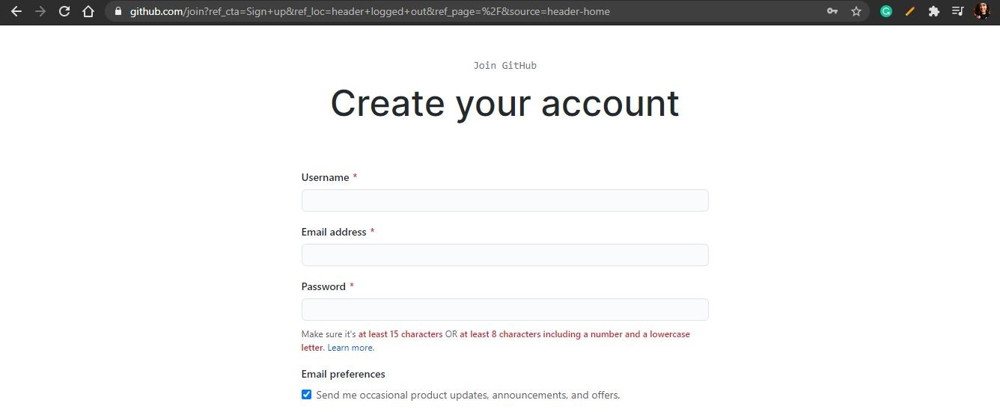 github.com/join?ref_cta=Sign+up&ref_loc=header+logged+out&ref_page=%2F&source=header-home
Join GitHub
Create your account
Username *
Email address *
Password *
Make sure it's at least 15 characters OR at least 8 characters including a number and a lowercase
letter. Learn more.
Email preferences
Send me occasional product updates, announcements, and offers.